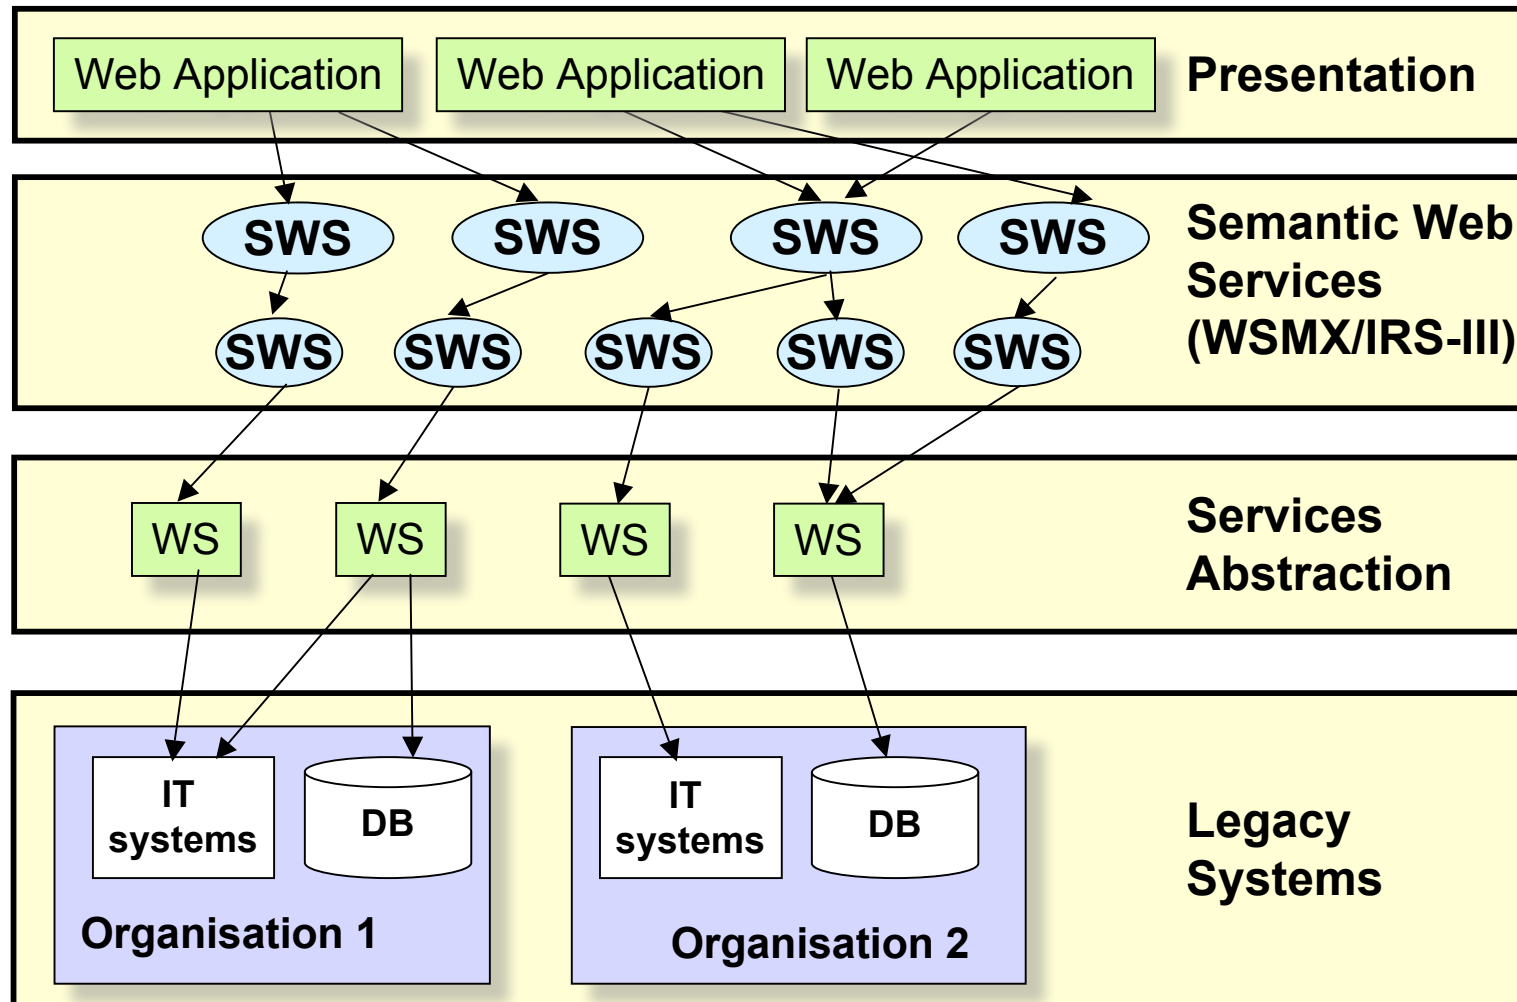 Web Application
Web Application
Web Application
Presentation
SWS
SWS
SWS
SWS
Semantic Web
Services
(WSMX/IRS-III)
SWS
SWS
SWS
SWS
SWS
WS
WS
WS
WS
Services
Abstraction
IT
systems
DB
Organisation 1
IT
systems
DB
Organisation 2
Legacy
Systems